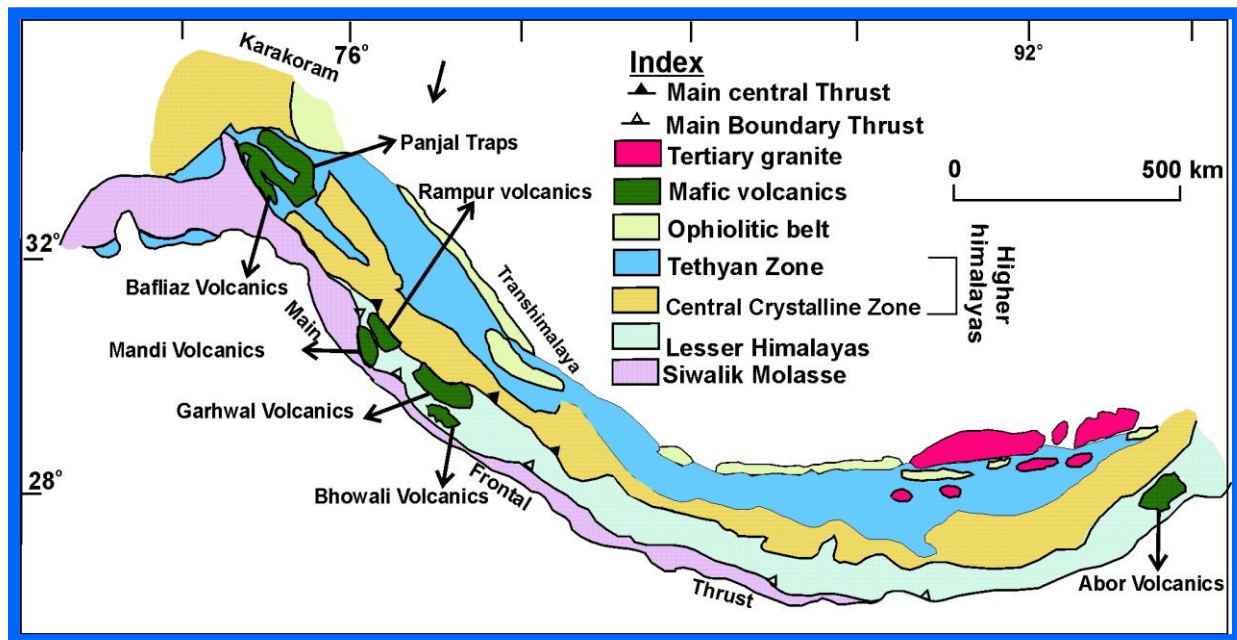 76°
92°
Karakoram
Index
Main central Thrust
Main Boundary Thrust
Tertiary granite
Mafic volcanics
Ophiolitic belt
Tethyan Zone
Central Crystalline Zone
Lesser Himalayas
Siwalik Molasse
Higher
himalayas
0
500 km
Panjal Traps
Rampur volcanics
32°
Bafliaz Volcanics
Transhimalaya
Main
Mandi Volcanics
Garhwal Volcanics
28°
Bhowali Volcanics
Frontal
Thrust
Abor Volcanics